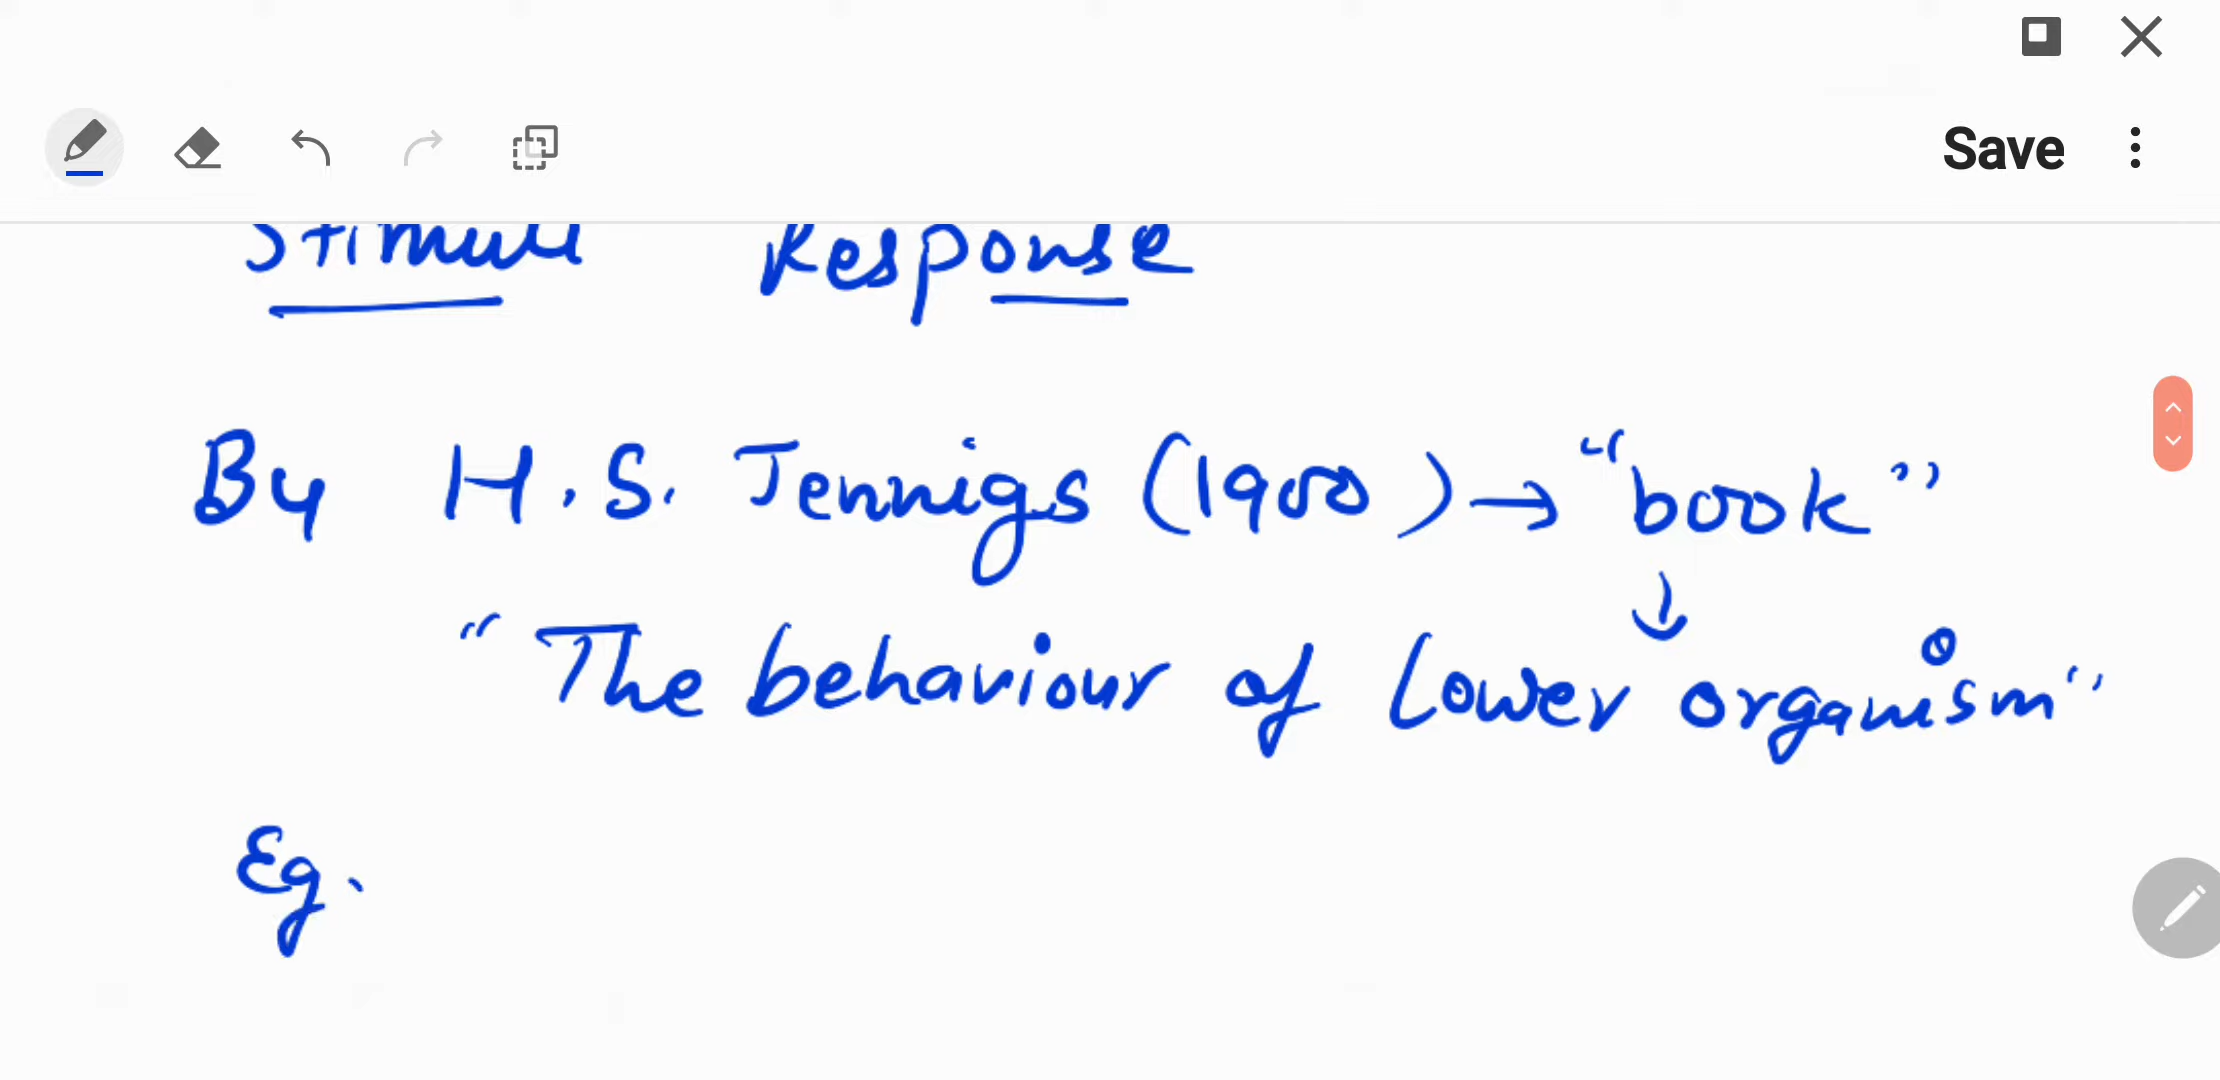 Save
Stimuli Response
By H.S. Jennigs (1900) → "book"
↓
"The behaviour of lower organism"
Eg.